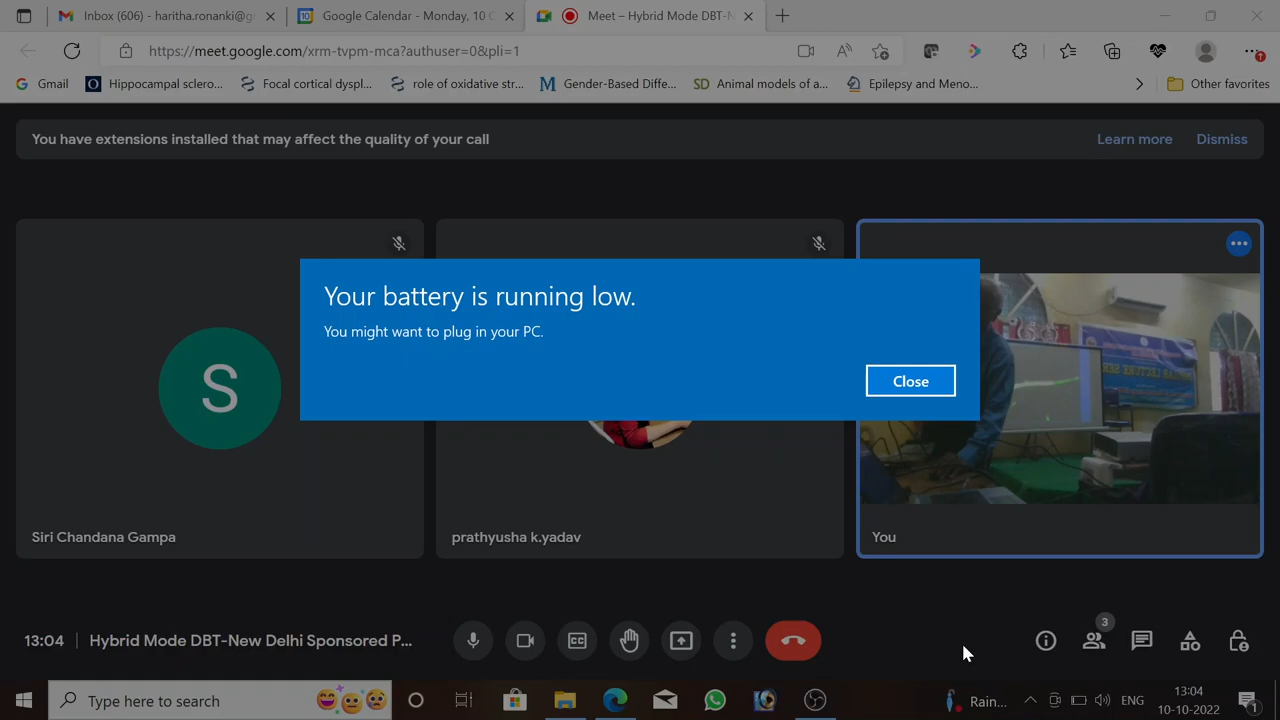 Inbox (606) - haritha.ronanki@g
Google Calendar - Monday, 10 O
Meet – Hybrid Mode DBT-N
https://meet.google.com/xrm-tvpm-mca?authuser=0&pli=1
Gmail
Hippocampal sclero...
Focal cortical dyspl...
role of oxidative str...
Gender-Based Diffe...
Animal models of a...
Epilepsy and Meno...
Other favorites
You have extensions installed that may affect the quality of your call
Learn more
Dismiss
Your battery is running low.
You might want to plug in your PC.
Close
S
Siri Chandana Gampa
prathyusha k.yadav
You
13:04 | Hybrid Mode DBT-New Delhi Sponsored P...
3
Type here to search
Rain...
ENG
13:04
10-10-2022
1